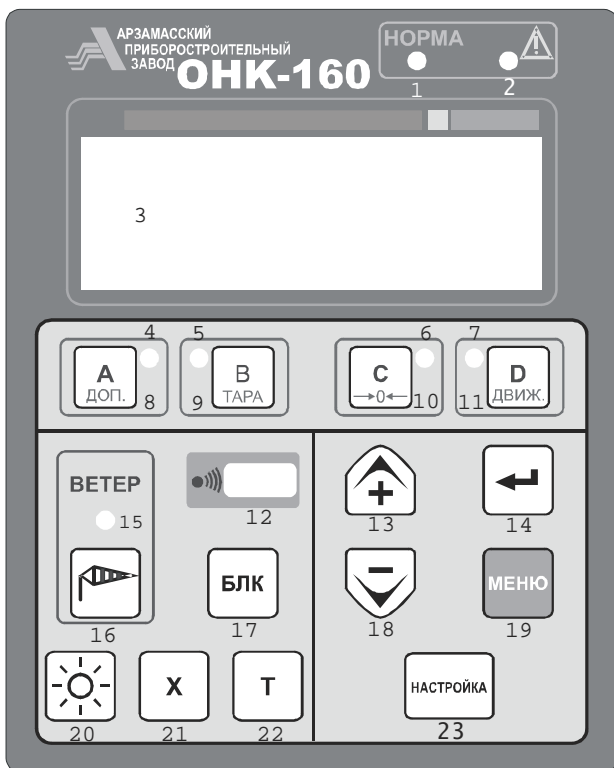 АРЗАМАССКИЙ
ПРИБОРОСТРОИТЕЛЬНЫЙ
ЗАВОД
ОНК-160
НОРМА
1 2
3
4 5 6 7
A B C D
ДОП. ТАРА →0← ДВИЖ.
8 9 10 11
ВЕТЕР
12
15
+
13 14
БЛК
– МЕНЮ
16 17 18 19
X T НАСТРОЙКА
20 21 22 23